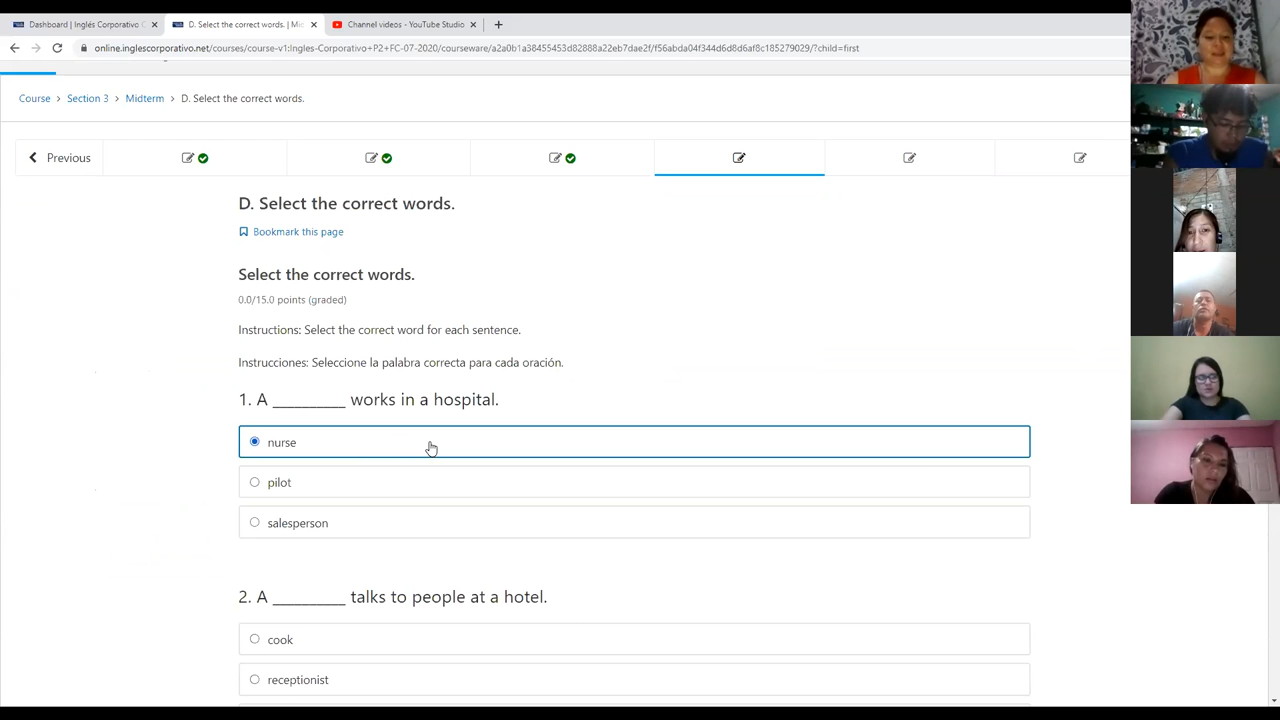 Dashboard | Inglés Corporativo
D. Select the correct words. | Mi
Channel videos - YouTube Studio
online.inglescorporativo.net/courses/course-v1:Ingles-Corporativo+P2+FC-07-2020/courseware/a2a0b1a38455453d82888a22eb7dae2f/f56abda04f344d6d8d6af8c185279029/?child=first
Course > Section 3 > Midterm > D. Select the correct words.
Previous
D. Select the correct words.
Bookmark this page
Select the correct words.
0.0/15.0 points (graded)
Instructions: Select the correct word for each sentence.
Instrucciones: Seleccione la palabra correcta para cada oración.
1. A __________ works in a hospital.
nurse
pilot
salesperson
2. A __________ talks to people at a hotel.
cook
receptionist